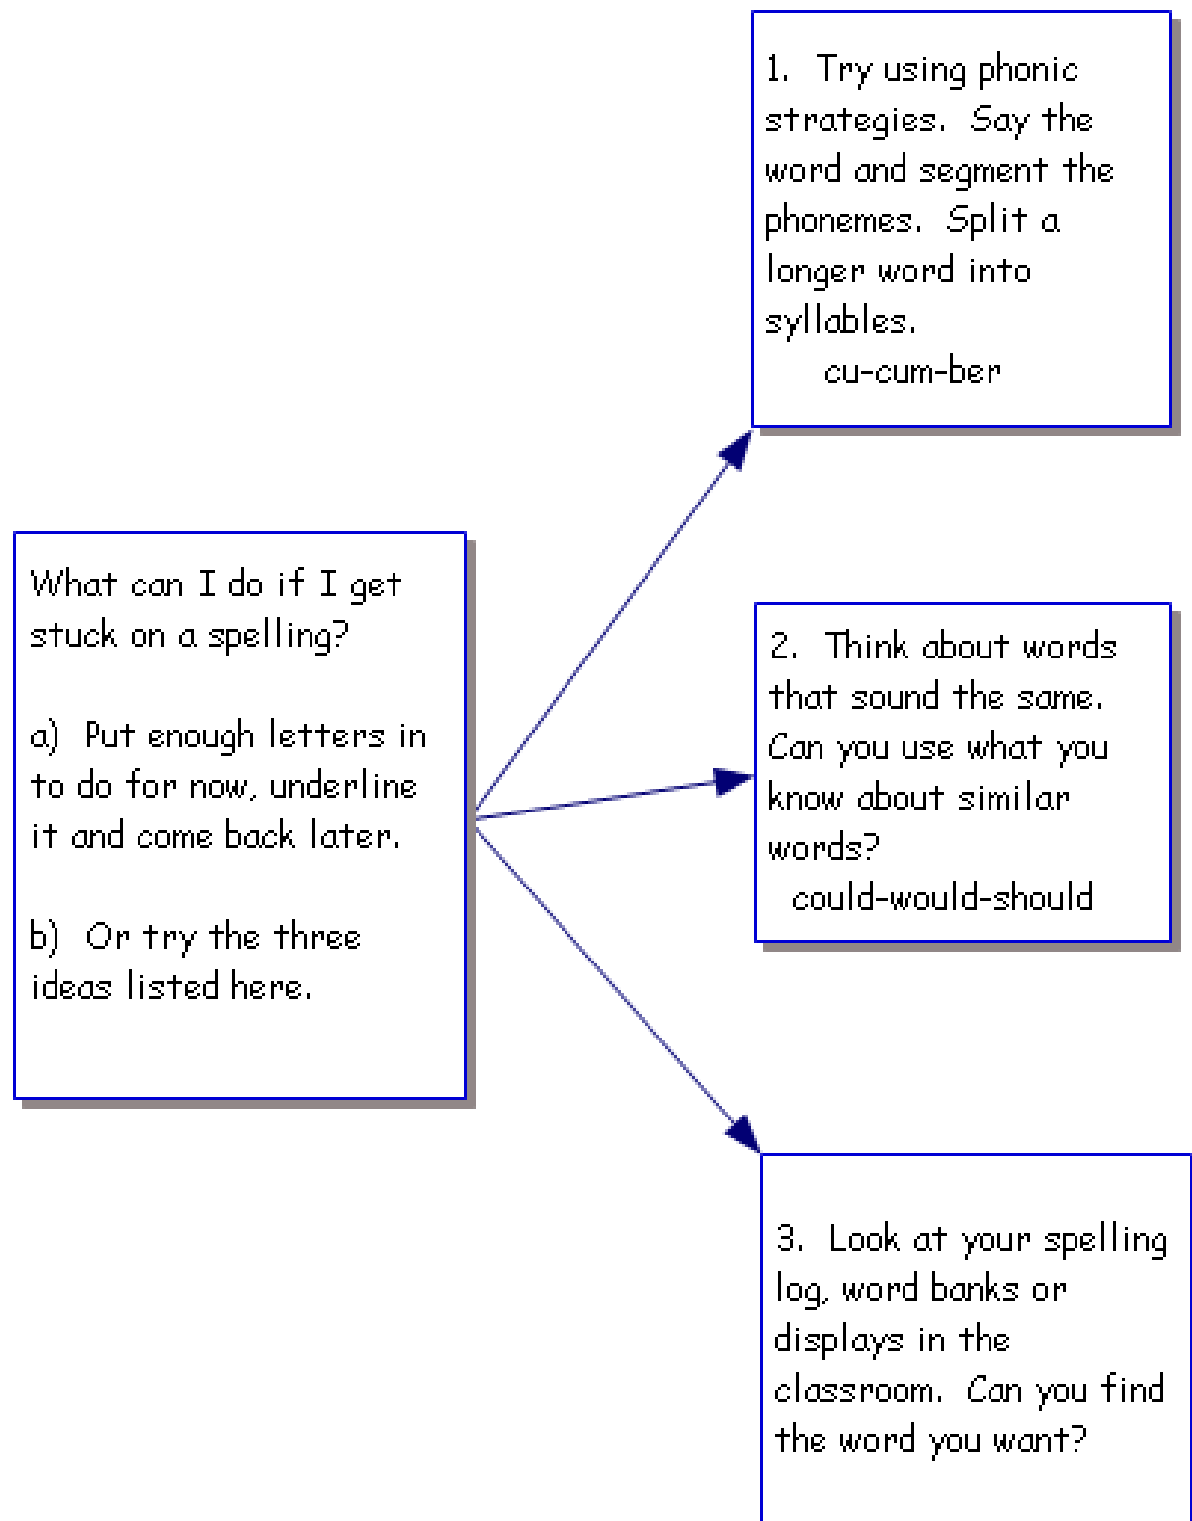 What can I do if I get
stuck on a spelling?
a) Put enough letters in
to do for now, underline
it and come back later.
b) Or try the three
ideas listed here.
1. Try using phonic
strategies. Say the
word and segment the
phonemes. Split a
longer word into
syllables.
cu-cum-ber
2. Think about words
that sound the same.
Can you use what you
know about similar
words?
could-would-should
3. Look at your spelling
log, word banks or
displays in the
classroom. Can you find
the word you want?